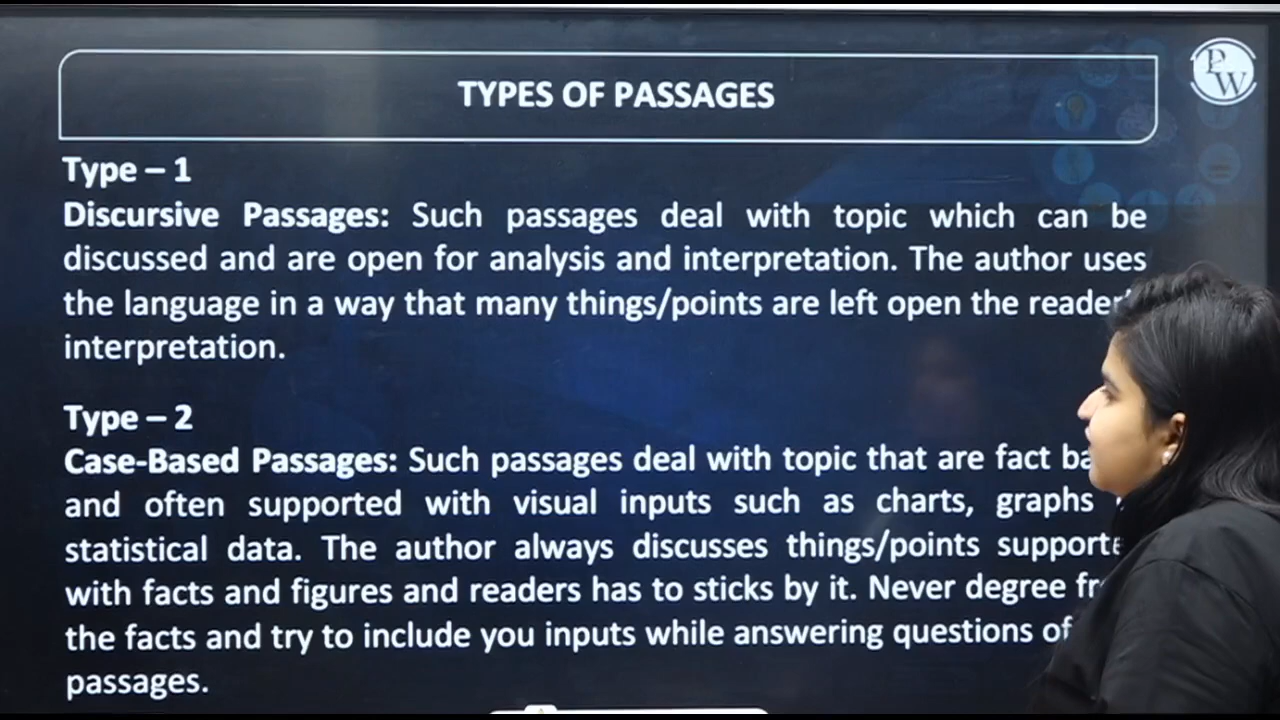 TYPES OF PASSAGES
PW
Type – 1
Discursive Passages: Such passages deal with topic which can be
discussed and are open for analysis and interpretation. The author uses
the language in a way that many things/points are left open the reader'
interpretation.
Type – 2
Case-Based Passages: Such passages deal with topic that are fact
and often supported with visual inputs such as charts, graphs
statistical data. The author always discusses things/points
with facts and figures and readers has to sticks by it. Never degree
the facts and try to include you inputs while answering questions of
passages.